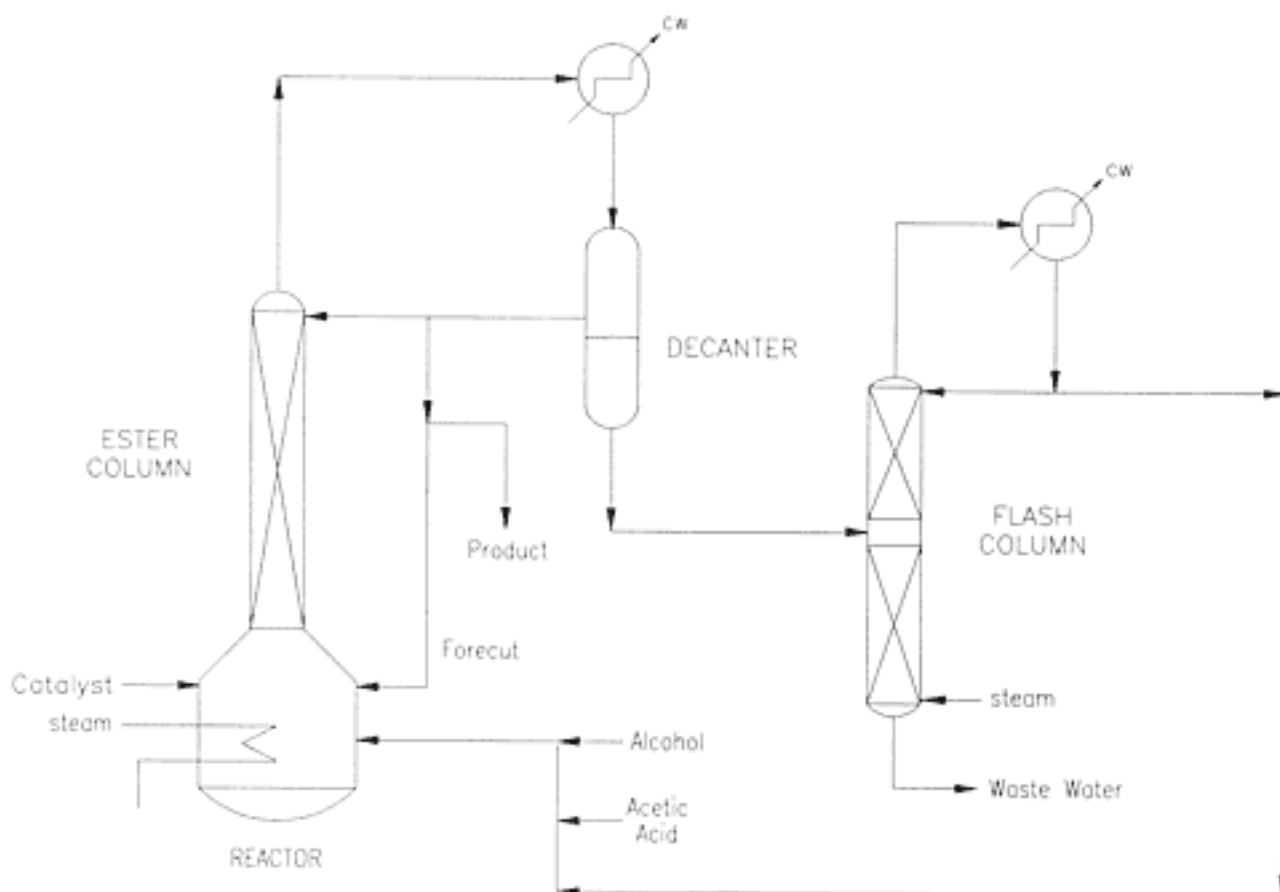 CW
CW
DECANTER
ESTER
COLUMN
FLASH
COLUMN
Product
Forecut
Catalyst
steam
steam
Alcohol
Waste Water
Acetic
Acid
REACTOR